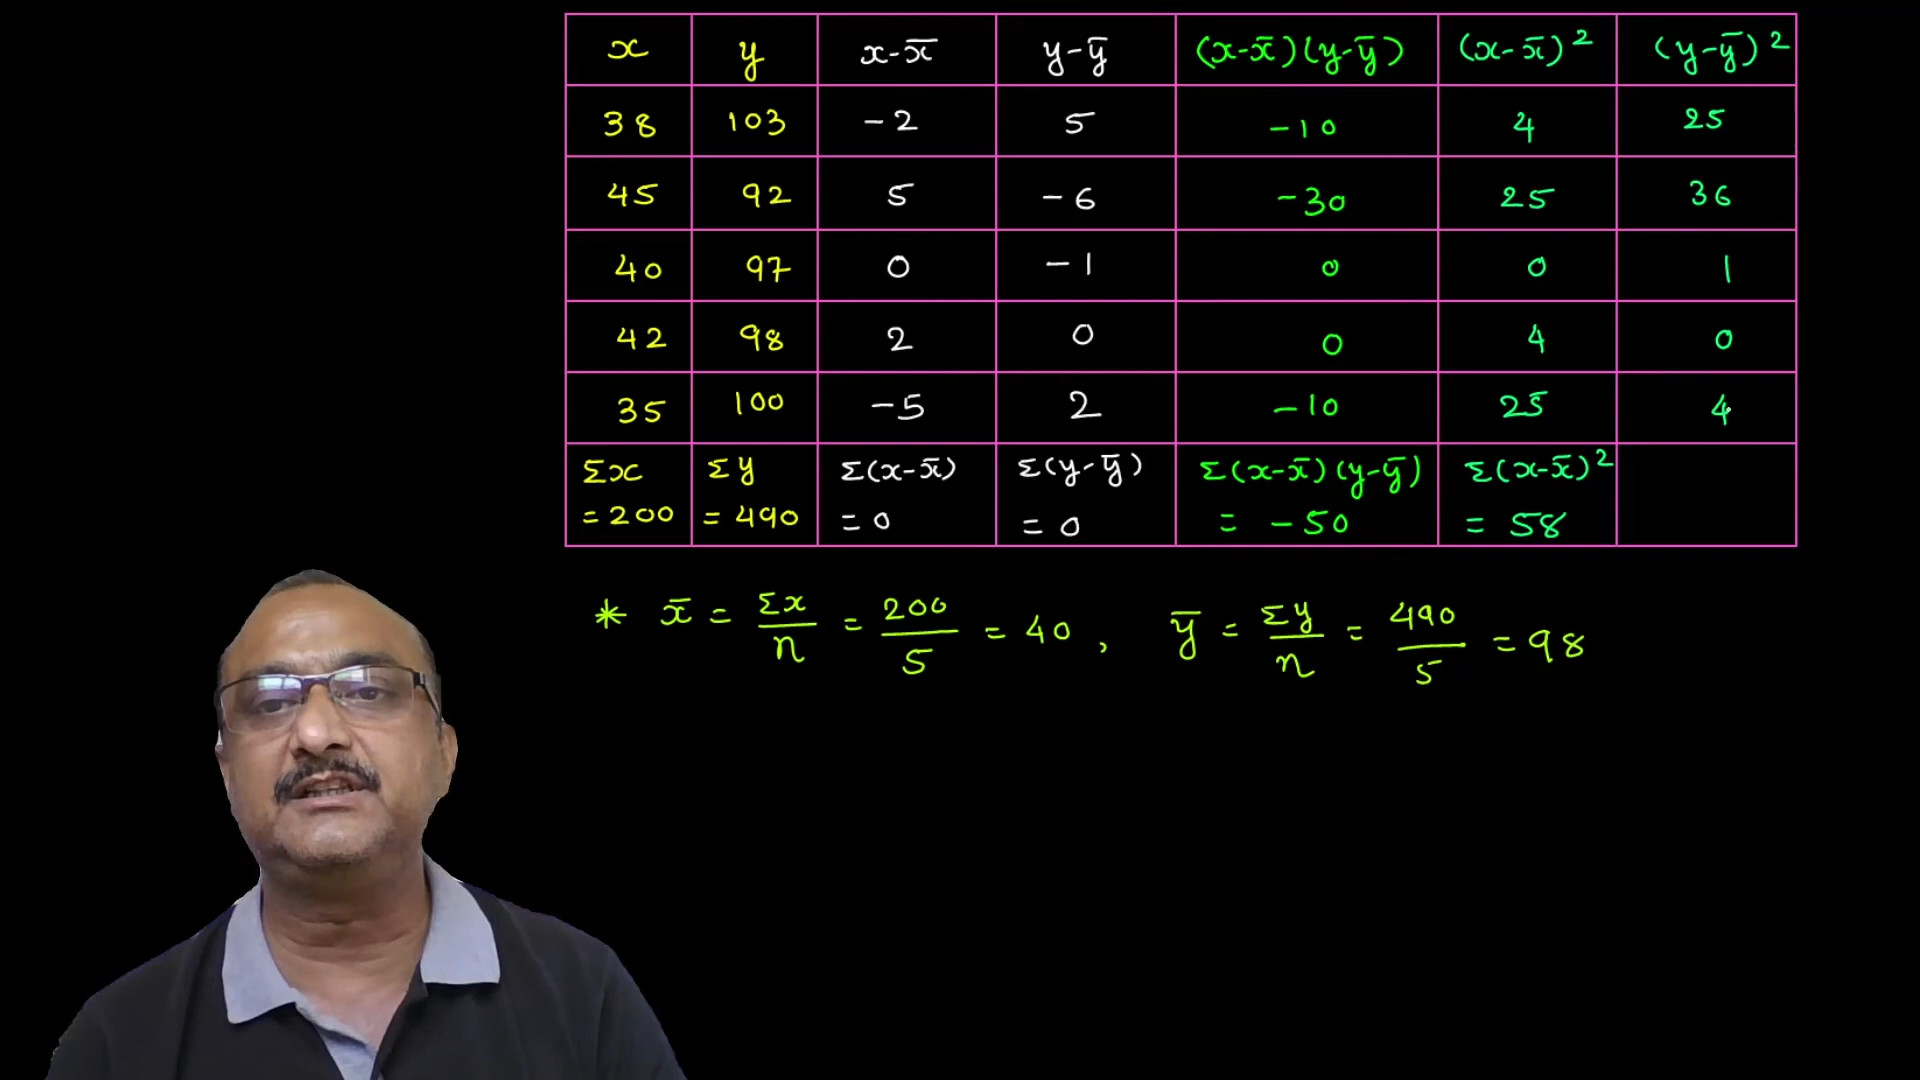 x y x-x̄ y-ȳ (x-x̄)(y-ȳ) (x-x̄)² (y-ȳ)²
38 103 -2 5 -10 4 25
45 92 5 -6 -30 25 36
40 97 0 -1 0 0 1
42 98 2 0 0 4 0
35 100 -5 2 -10 25 4
Σx Σy Σ(x-x̄) Σ(y-ȳ) Σ(x-x̄)(y-ȳ) Σ(x-x̄)²
=200 =490 =0 =0 = -50 = 58
* x̄ = Σx/n = 200/5 = 40, ȳ = Σy/n = 490/5 = 98